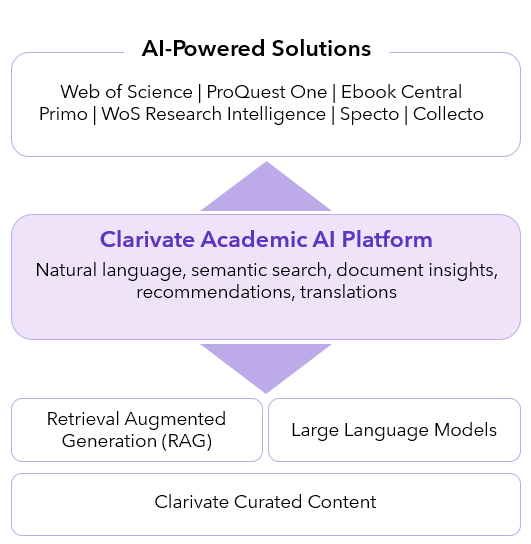 AI-Powered Solutions
Web of Science | ProQuest One | Ebook Central
Primo | WoS Research Intelligence | Specto | Collecto
Clarivate Academic AI Platform
Natural language, semantic search, document insights,
recommendations, translations
Retrieval Augmented
Generation (RAG)
Large Language Models
Clarivate Curated Content